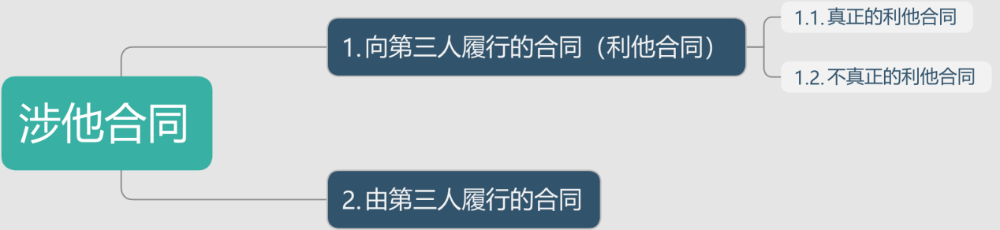 涉他合同
1. 向第三人履行的合同（利他合同）
1.1. 真正的利他合同
1.2. 不真正的利他合同
2. 由第三人履行的合同